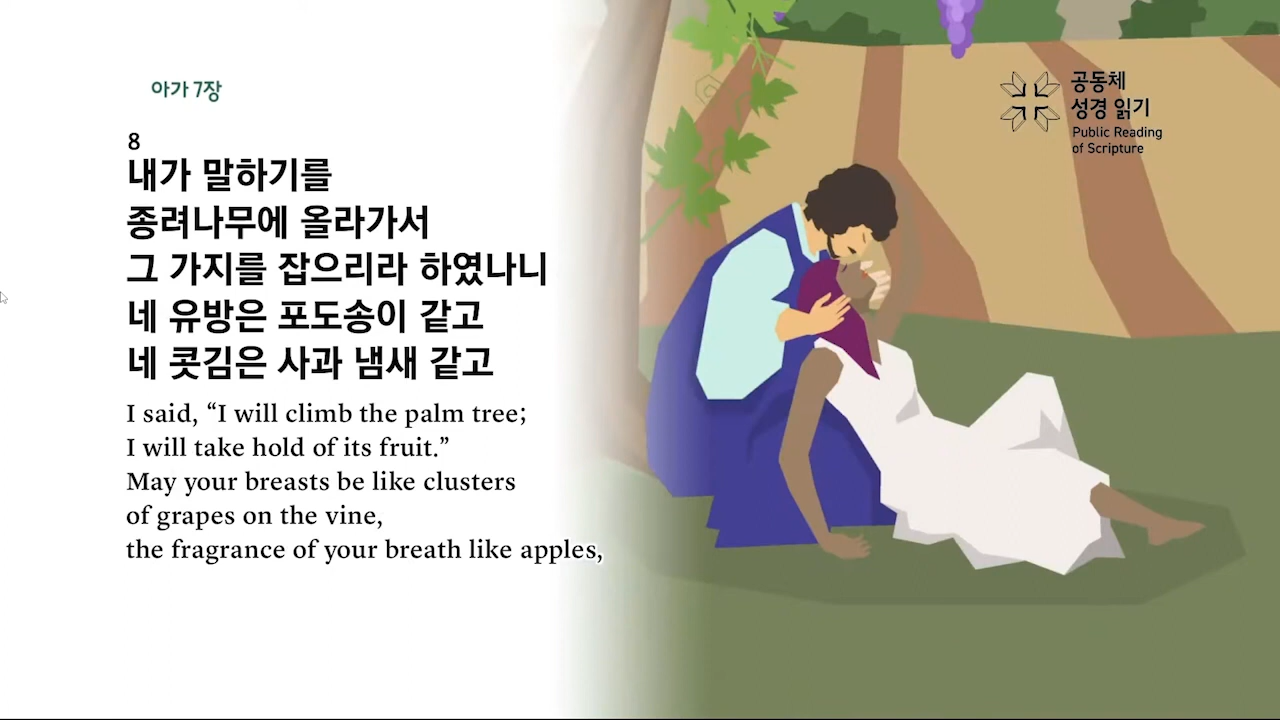 아가 7장
8
내가 말하기를
종려나무에 올라가서
그 가지를 잡으리라 하였나니
네 유방은 포도송이 같고
네 콧김은 사과 냄새 같고
I said, “I will climb the palm tree;
I will take hold of its fruit.”
May your breasts be like clusters
of grapes on the vine,
the fragrance of your breath like apples,
공동체
성경 읽기
Public Reading
of Scripture